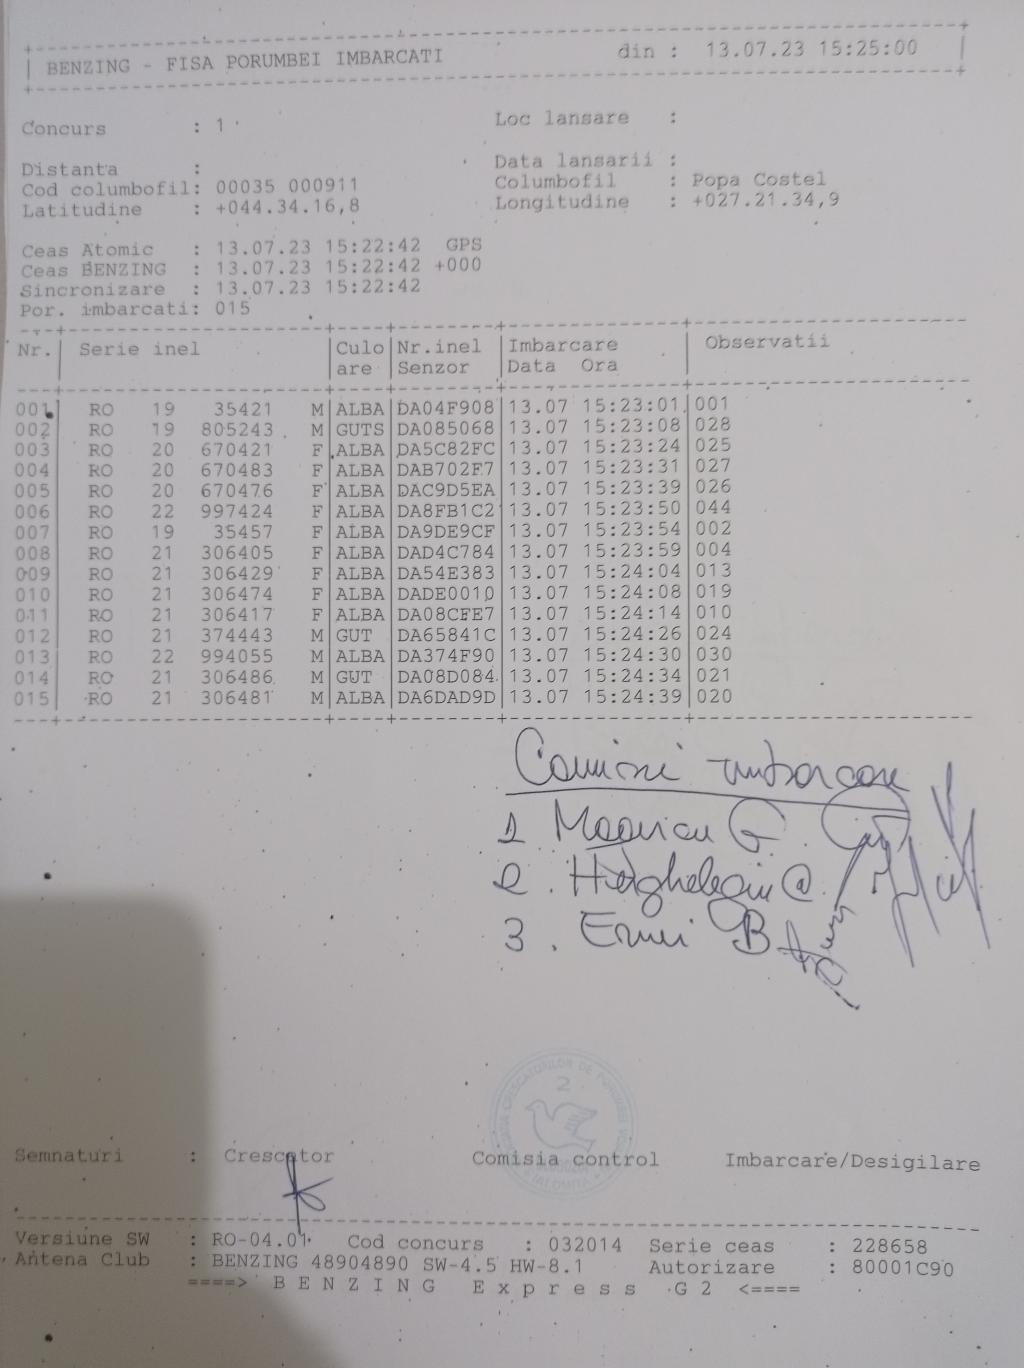 BENZING - FISA PORUMBEI IMBARCATI din : 13.07.23 15:25:00
Concurs : 1 Loc lansare :
Distanta : Data lansarii :
Cod columbofil: 00035 000911 Columbofil : Popa Costel
Latitudine : +044.34.16,8 Longitudine : +027.21.34,9
Ceas Atomic : 13.07.23 15:22:42 GPS
Ceas BENZING : 13.07.23 15:22:42 +000
Sincronizare : 13.07.23 15:22:42
Por. imbarcati: 015
Nr. Serie inel Culo Nr.inel Imbarcare Observatii
are Senzor Data Ora
001 RO 19 35421 M ALBA DA04F908 13.07 15:23:01 001
002 RO 19 805243 M GUTS DA085068 13.07 15:23:08 028
003 RO 20 670421 F ALBA DA5C82FC 13.07 15:23:24 025
004 RO 20 670483 F ALBA DAB702F7 13.07 15:23:31 027
005 RO 20 670476 F ALBA DAC9D5EA 13.07 15:23:39 026
006 RO 22 997424 F ALBA DA8FB1C2 13.07 15:23:50 044
007 RO 19 35457 F ALBA DA9DE9CF 13.07 15:23:54 002
008 RO 21 306405 F ALBA DAD4C784 13.07 15:23:59 004
009 RO 21 306429 F ALBA DA54E383 13.07 15:24:04 013
010 RO 21 306474 F ALBA DADE0010 13.07 15:24:08 019
011 RO 21 306417 F ALBA DA08CFE7 13.07 15:24:14 010
012 RO 21 374443 M GUT DA65841C 13.07 15:24:26 024
013 RO 22 994055 M ALBA DA374F90 13.07 15:24:30 030
014 RO 21 306486 M GUT DA08D084 13.07 15:24:34 021
015 RO 21 306481 M ALBA DA6DAD9D 13.07 15:24:39 020
1 G.
2.
3. B
2
IALOMITA
Semnaturi : Crescator Comisia control Imbarcare/Desigilare
Versiune SW : RO-04.01 Cod concurs : 032014 Serie ceas : 228658
Antena Club : BENZING 48904890 SW-4.5 HW-8.1 Autorizare : 80001C90
====> B E N Z I N G E x p r e s s G 2 <====